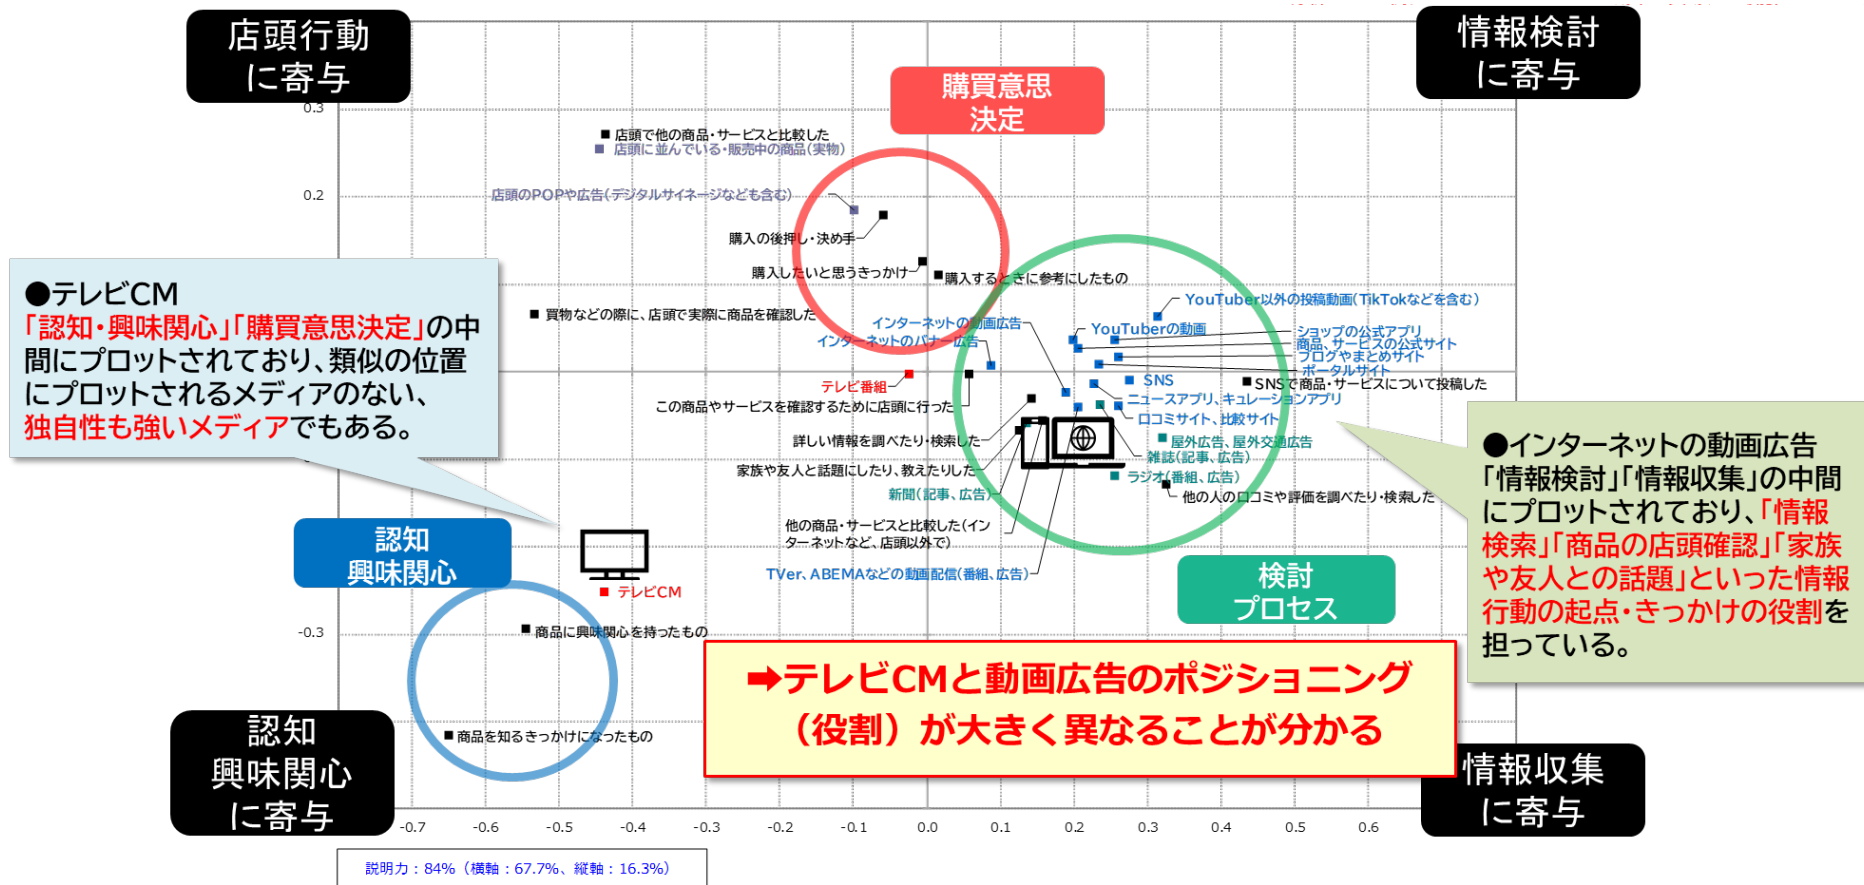 店頭行動
に寄与
情報検討
に寄与
購買意思
決定
0.3
店頭で他の商品・サービスと比較した
店頭に並んでいる・販売中の商品(実物)
0.2
店頭のPOPや広告(デジタルサイネージなども含む)
購入の後押し・決め手
購入したいと思うきっかけ
購入するときに参考にしたもの
●テレビCM
「認知・興味関心」「購買意思決定」の中
間にプロットされており、類似の位置
にプロットされるメディアのない、
独自性も強いメディアでもある。
買物などの際に、店頭で実際に商品を確認した
YouTuber以外の投稿動画(TikTokなどを含む)
インターネットの動画広告
YouTuberの動画
ショップの公式アプリ
インターネットのバナー広告
商品、サービスの公式サイト
ブログやまとめサイト
ポータルサイト
テレビ番組
SNS
SNSで商品・サービスについて投稿した
この商品やサービスを確認するために店頭に行った
ニュースアプリ、キュレーションアプリ
口コミサイト、比較サイト
詳しい情報を調べたり・検索した
屋外広告、屋外交通広告
雑誌(記事、広告)
家族や友人と話題にしたり、教えたりした
ラジオ(番組、広告)
新聞(記事、広告)
他の人の口コミや評価を調べたり・検索した
他の商品・サービスと比較した(イン
ターネットなど、店頭以外で)
TVer、ABEMAなどの動画配信(番組、広告)
●インターネットの動画広告
「情報検討」「情報収集」の中間
にプロットされており、「情報
検索」「商品の店頭確認」「家族
や友人との話題」といった情報
行動の起点・きっかけの役割を
担っている。
認知
興味関心
検討
プロセス
テレビCM
-0.3
商品に興味関心を持ったもの
➡テレビCMと動画広告のポジショニング
（役割）が大きく異なることが分かる
商品を知るきっかけになったもの
認知
興味関心
に寄与
情報収集
に寄与
-0.7 -0.6 -0.5 -0.4 -0.3 -0.2 -0.1 0.0 0.1 0.2 0.3 0.4 0.5 0.6
説明力：84%（横軸：67.7%、縦軸：16.3%）